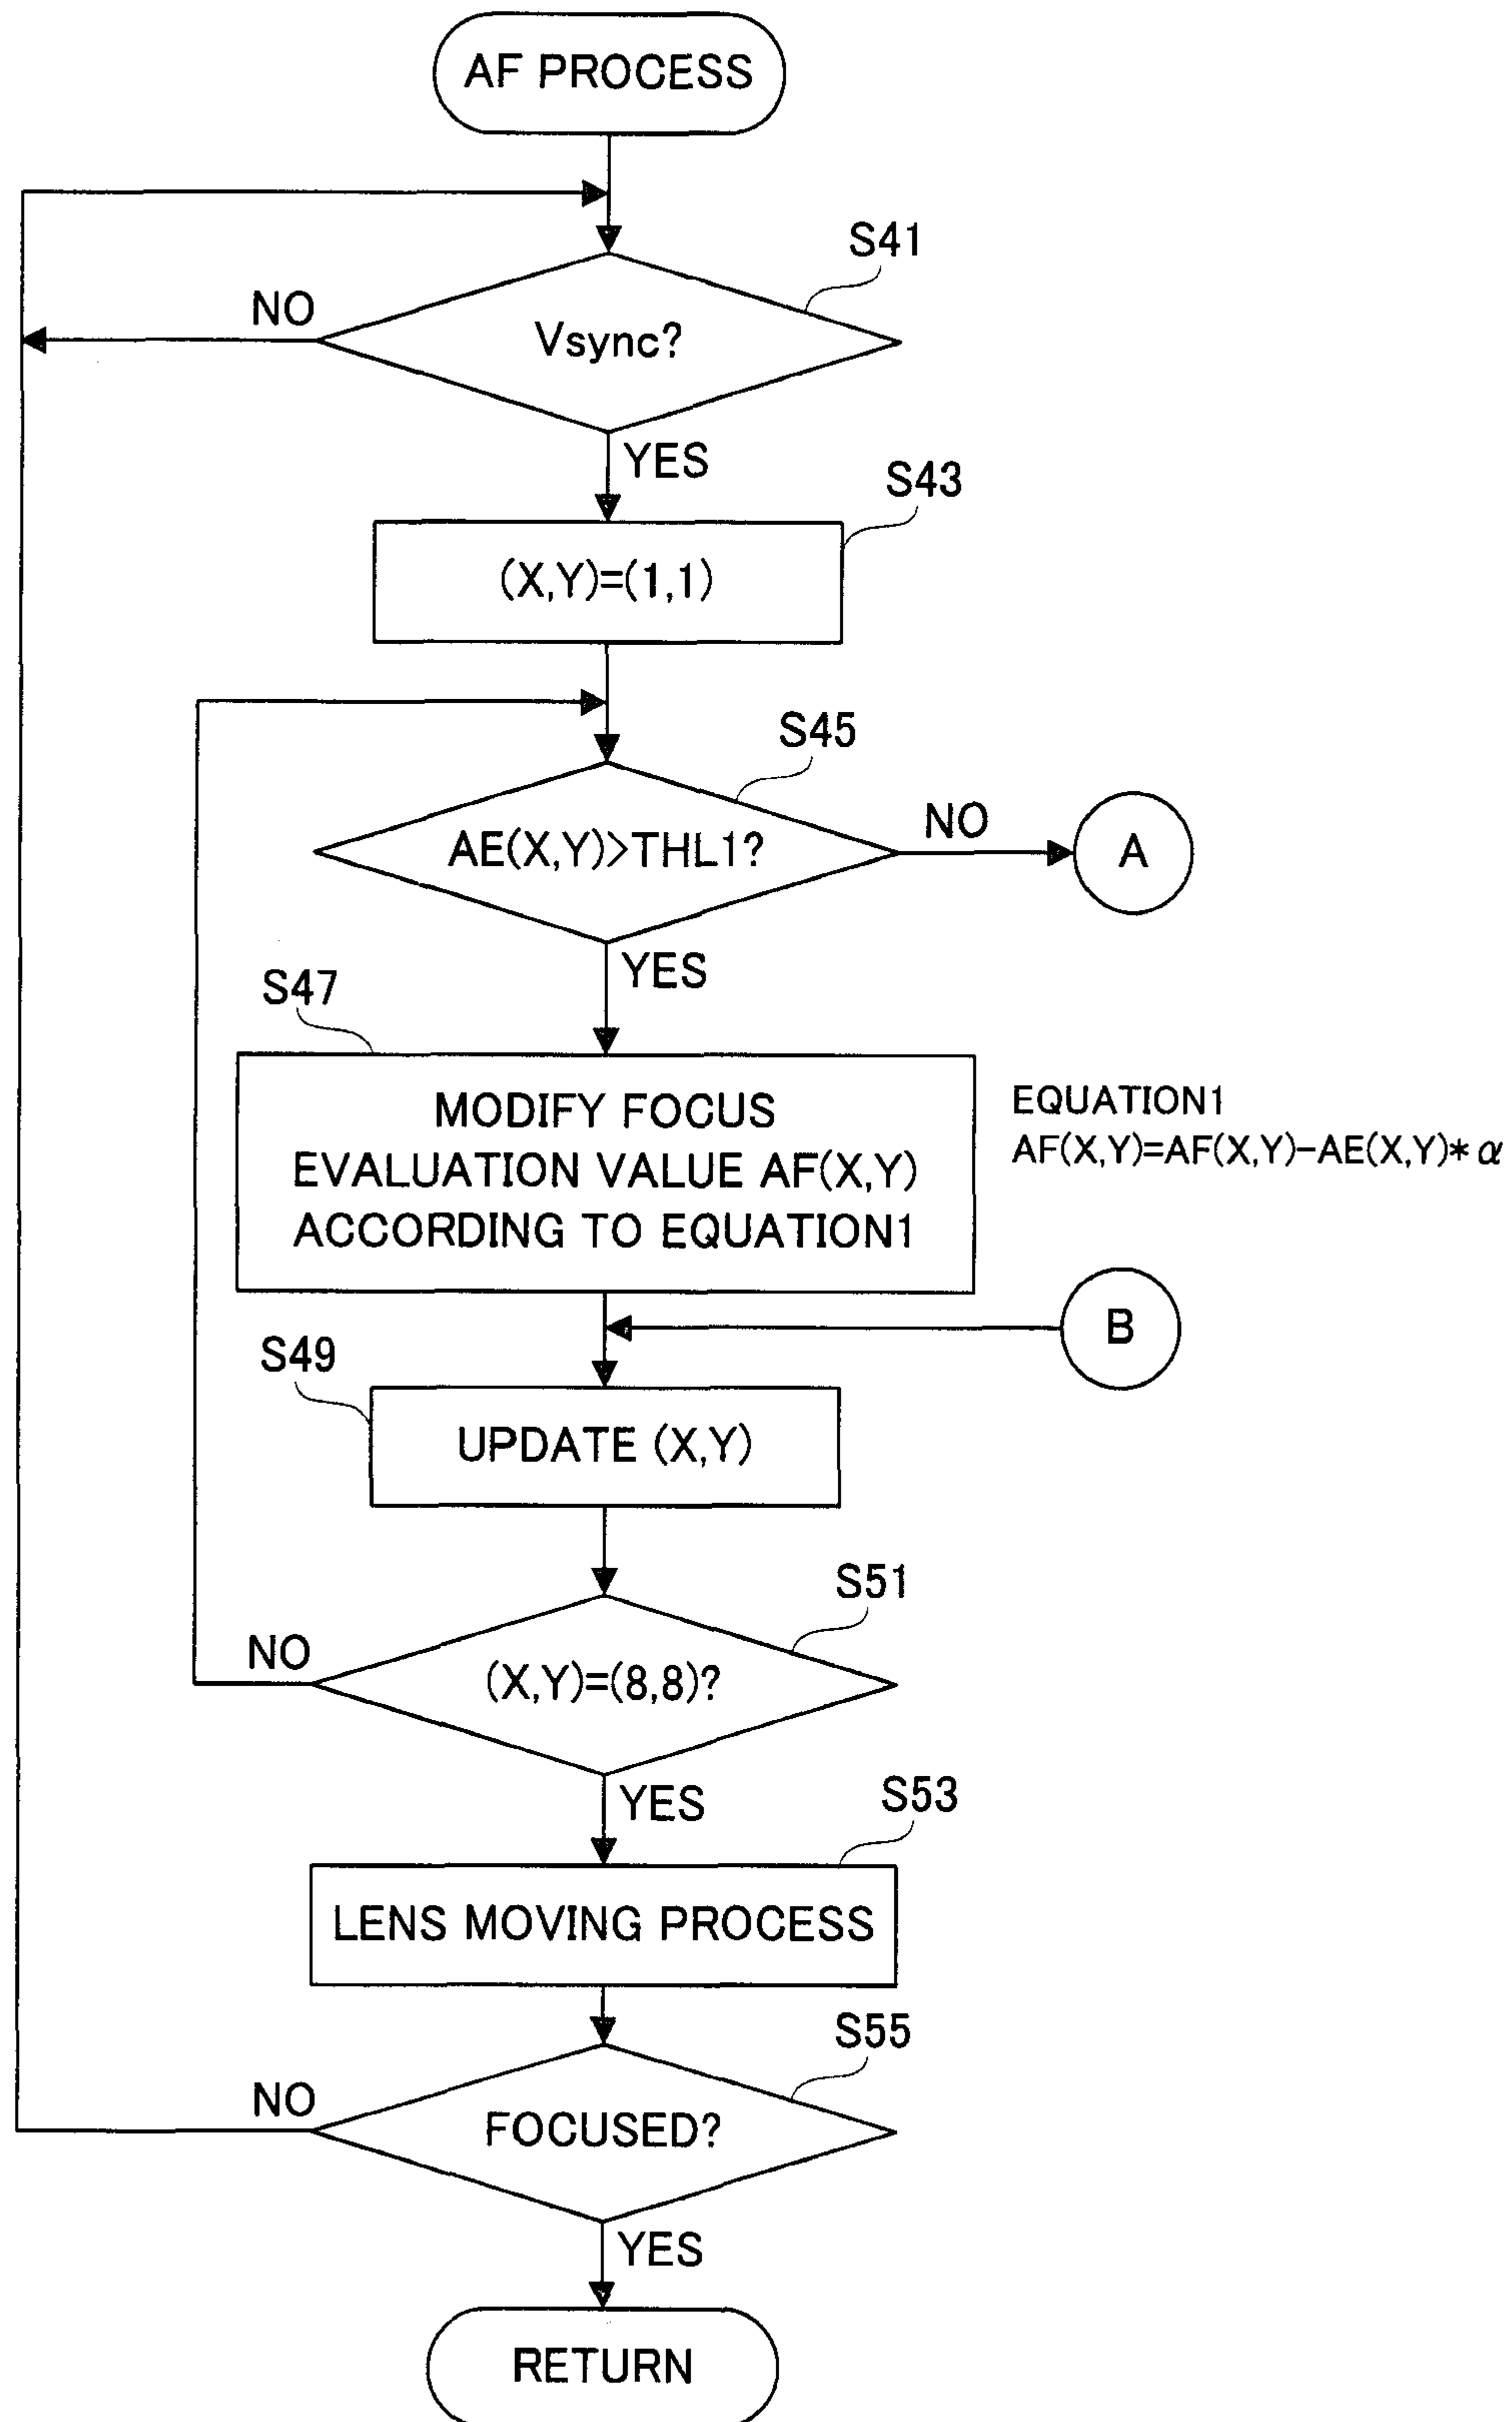 AF PROCESS
S41
NO
Vsync?
YES
S43
(X,Y)=(1,1)
S45
AE(X,Y)>THL1?
NO
A
YES
S47
MODIFY FOCUS
EVALUATION VALUE AF(X,Y)
ACCORDING TO EQUATION1
EQUATION1
AF(X,Y)=AF(X,Y)-AE(X,Y)*α
B
S49
UPDATE (X,Y)
S51
NO
(X,Y)=(8,8)?
YES
S53
LENS MOVING PROCESS
S55
NO
FOCUSED?
YES
RETURN